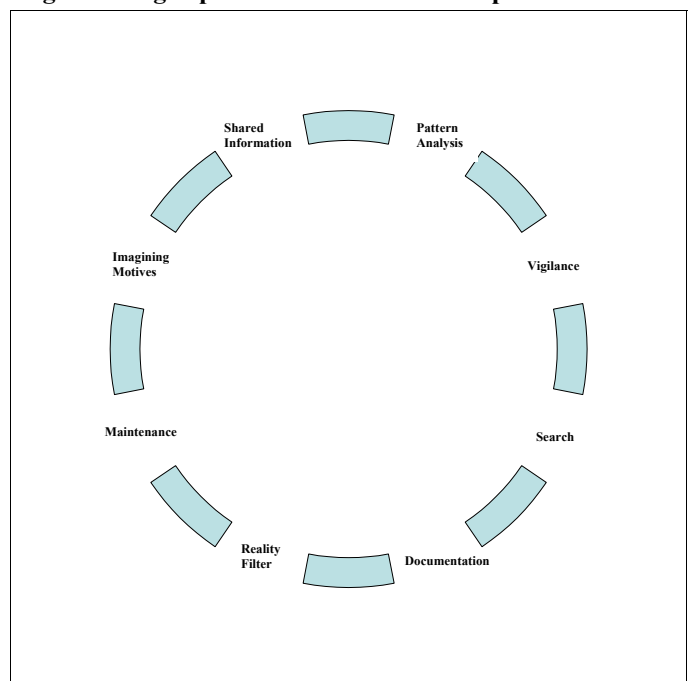 Shared
Information
Pattern
Analysis
Imagining
Motives
Vigilance
Maintenance
Search
Reality
Filter
Documentation